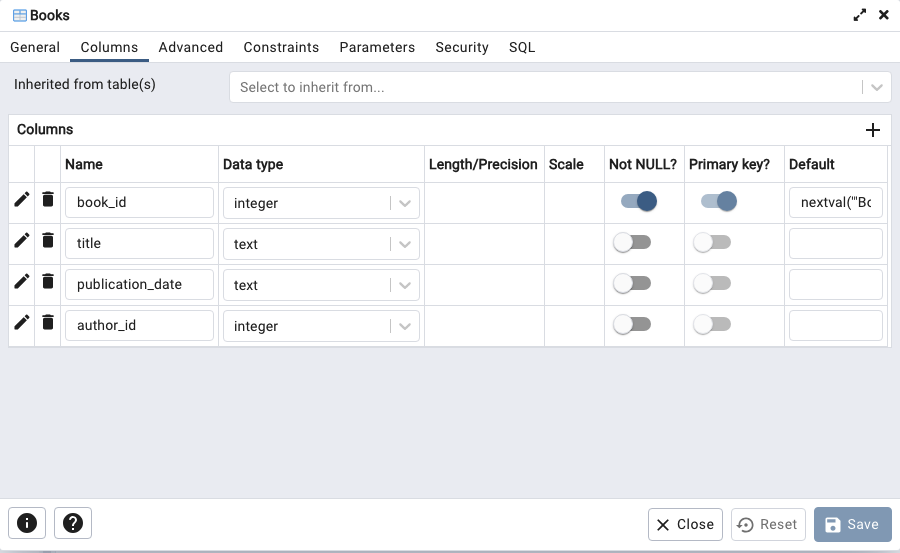 Books
General Columns Advanced Constraints Parameters Security SQL
Inherited from table(s) Select to inherit from...
Columns
Name Data type Length/Precision Scale Not NULL? Primary key? Default
book_id integer nextval('"Bo
title text
publication_date text
author_id integer
Close Reset Save